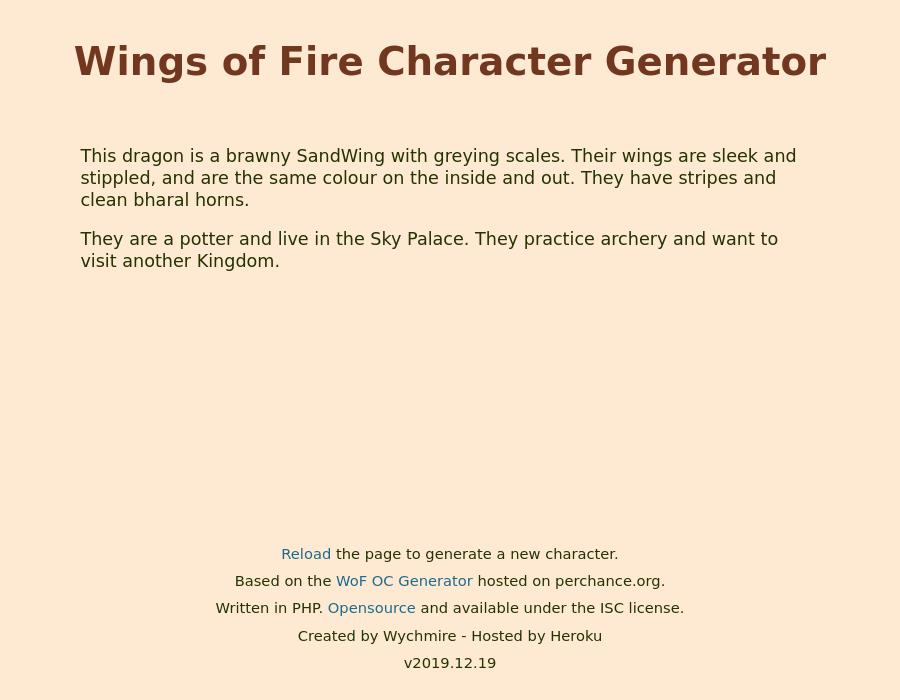 Wings of Fire Character Generator
This dragon is a brawny SandWing with greying scales. Their wings are sleek and
stippled, and are the same colour on the inside and out. They have stripes and
clean bharal horns.
They are a potter and live in the Sky Palace. They practice archery and want to
visit another Kingdom.
Reload the page to generate a new character.
Based on the WoF OC Generator hosted on perchance.org.
Written in PHP. Opensource and available under the ISC license.
Created by Wychmire - Hosted by Heroku
v2019.12.19